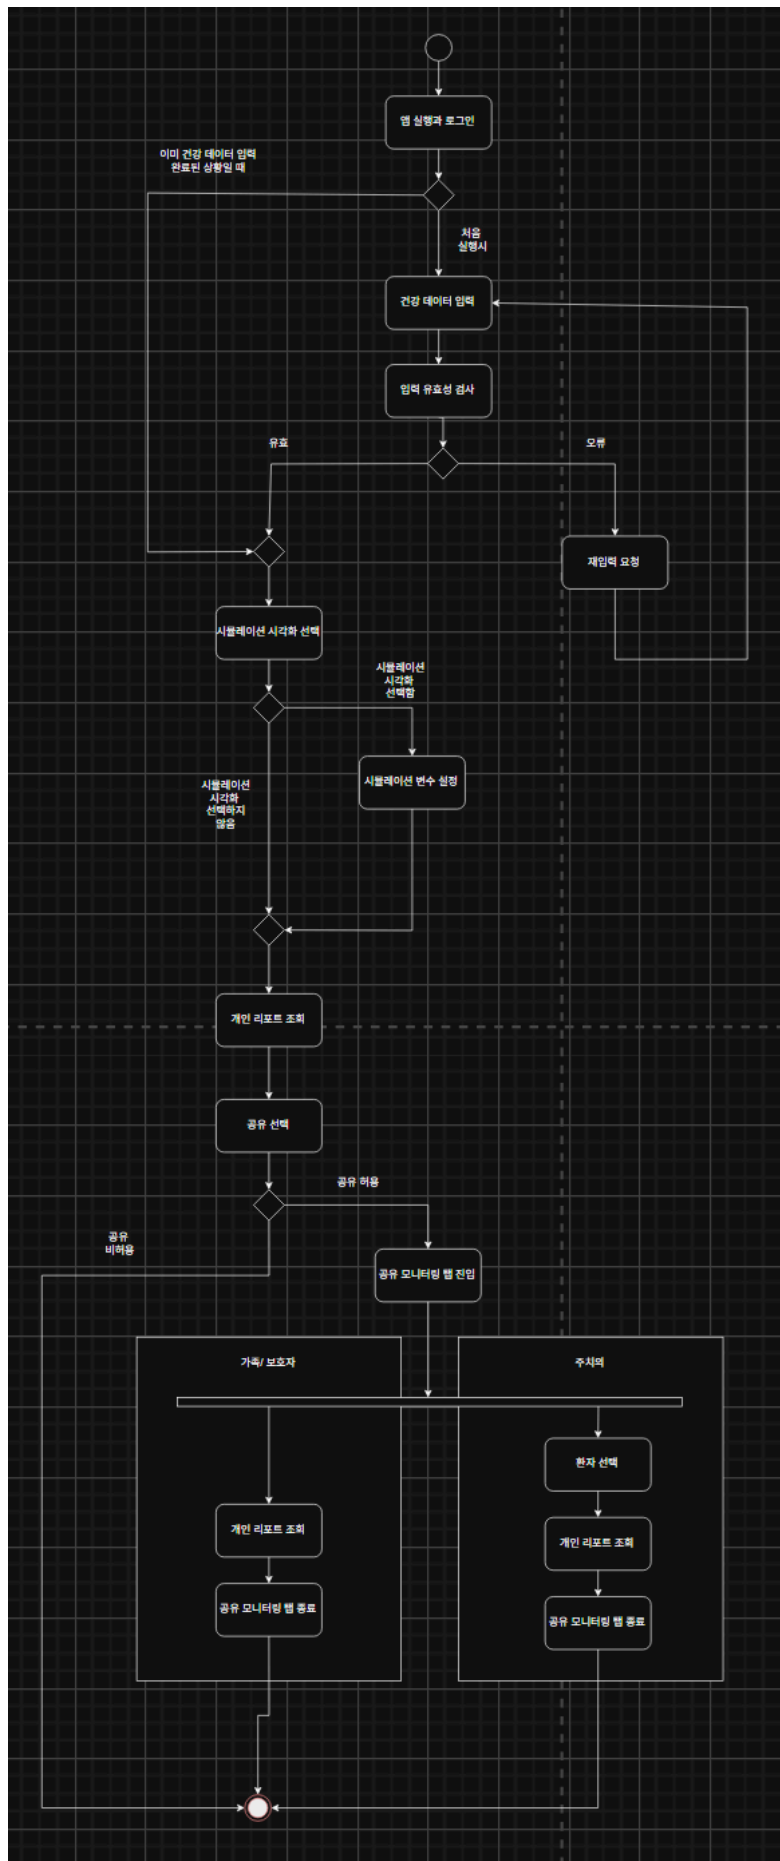 앱 실행과 로그인
이미 건강 데이터 입력
완료된 상황일 때
처음
실행시
건강 데이터 입력
입력 유효성 검사
유효
오류
재입력 요청
시뮬레이션 시각화 선택
시뮬레이션
시각화
선택함
시뮬레이션 변수 설정
시뮬레이션
시각화
선택하지
않음
개인 리포트 조회
공유 선택
공유 허용
공유
비허용
공유 모니터링 탭 진입
가족/ 보호자
주치의
환자 선택
개인 리포트 조회
개인 리포트 조회
공유 모니터링 탭 종료
공유 모니터링 탭 종료